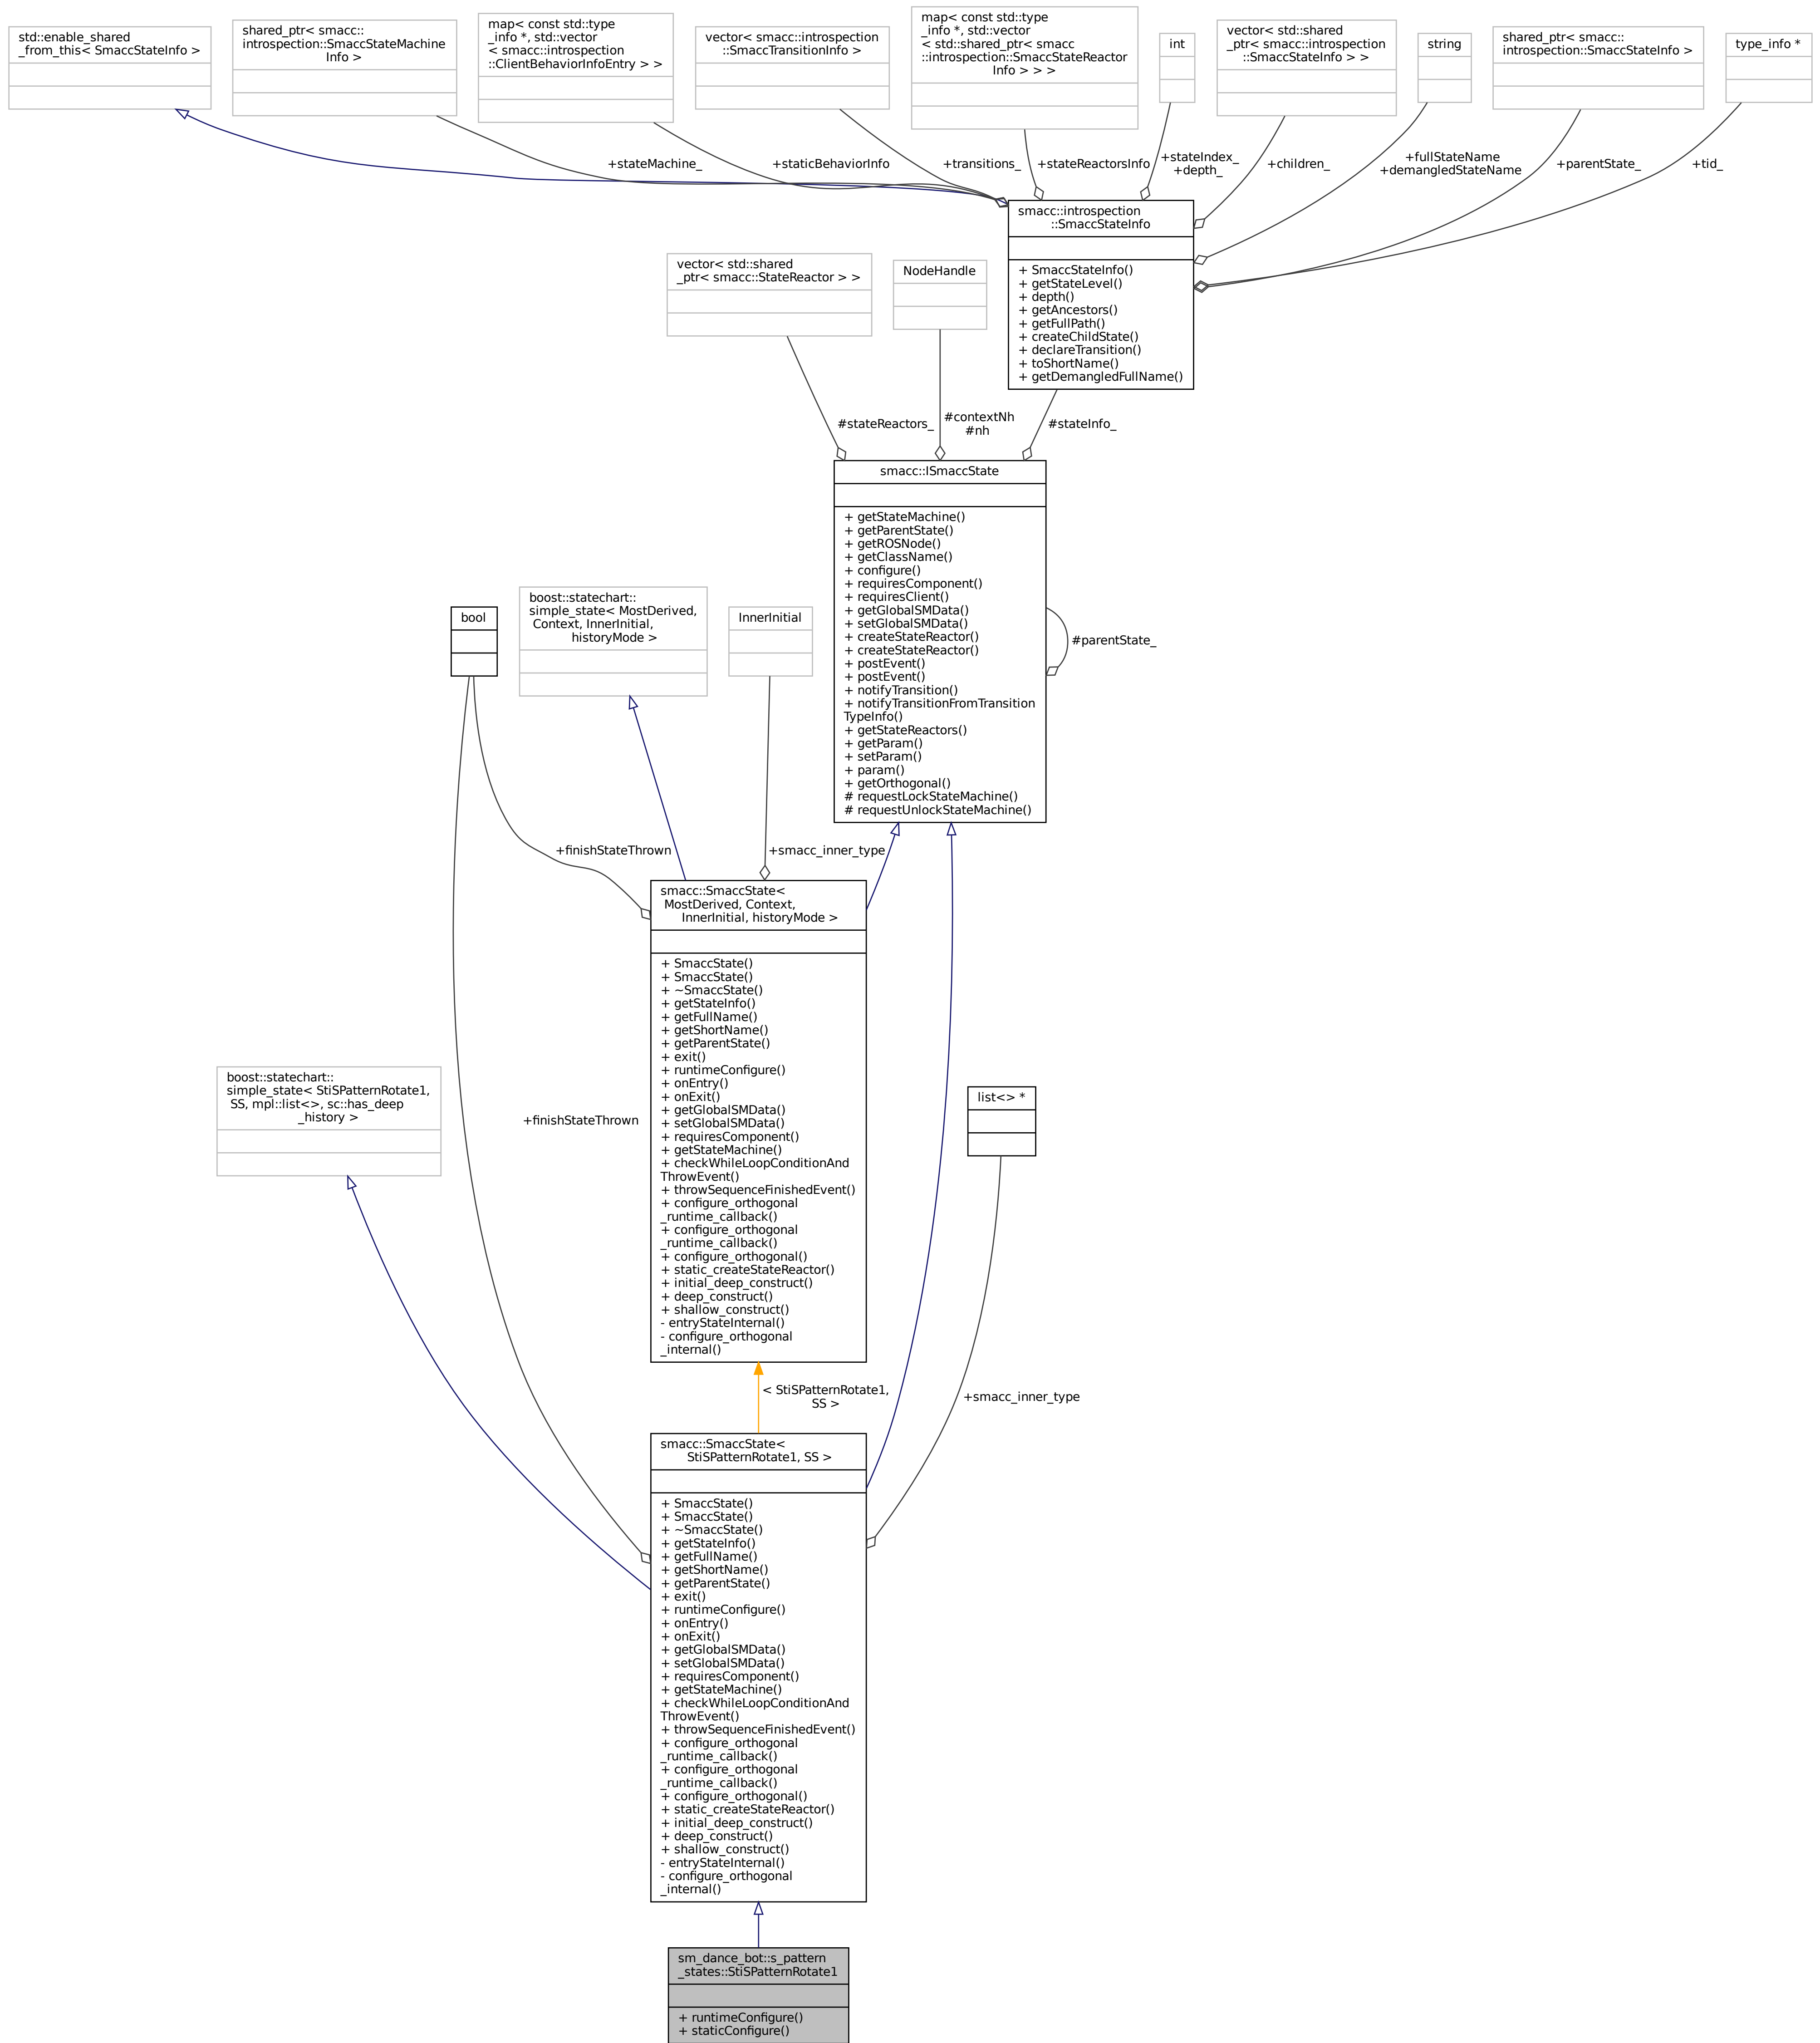 std::enable_shared
_from_this< SmaccStateInfo >
shared_ptr< smacc::
introspection::SmaccStateMachine
Info >
map< const std::type
_info *, std::vector
< smacc::introspection
::ClientBehaviorInfoEntry > >
vector< smacc::introspection
::SmaccTransitionInfo >
map< const std::type
_info *, std::vector
< std::shared_ptr< smacc
::introspection::SmaccStateReactor
Info > > >
int
vector< std::shared
_ptr< smacc::introspection
::SmaccStateInfo > >
string
shared_ptr< smacc::
introspection::SmaccStateInfo >
type_info *
+stateMachine_
+staticBehaviorInfo
+transitions_
+stateReactorsInfo
+stateIndex_
+depth_
+children_
+fullStateName
+demangledStateName
+parentState_
+tid_
smacc::introspection
::SmaccStateInfo
+ SmaccStateInfo()
+ getStateLevel()
+ depth()
+ getAncestors()
+ getFullPath()
+ createChildState()
+ declareTransition()
+ toShortName()
+ getDemangledFullName()
vector< std::shared
_ptr< smacc::StateReactor > >
NodeHandle
#stateReactors_
#contextNh
#nh
#stateInfo_
smacc::ISmaccState
+ getStateMachine()
+ getParentState()
+ getROSNode()
+ getClassName()
+ configure()
+ requiresComponent()
+ requiresClient()
+ getGlobalSMData()
+ setGlobalSMData()
+ createStateReactor()
+ createStateReactor()
+ postEvent()
+ postEvent()
+ notifyTransition()
+ notifyTransitionFromTransition
TypeInfo()
+ getStateReactors()
+ getParam()
+ setParam()
+ param()
+ getOrthogonal()
# requestLockStateMachine()
# requestUnlockStateMachine()
#parentState_
bool
boost::statechart::
simple_state< MostDerived,
Context, InnerInitial,
historyMode >
InnerInitial
+finishStateThrown
+smacc_inner_type
smacc::SmaccState<
MostDerived, Context,
InnerInitial, historyMode >
+ SmaccState()
+ SmaccState()
+ ~SmaccState()
+ getStateInfo()
+ getFullName()
+ getShortName()
+ getParentState()
+ exit()
+ runtimeConfigure()
+ onEntry()
+ onExit()
+ getGlobalSMData()
+ setGlobalSMData()
+ requiresComponent()
+ getStateMachine()
+ checkWhileLoopConditionAnd
ThrowEvent()
+ throwSequenceFinishedEvent()
+ configure_orthogonal
_runtime_callback()
+ configure_orthogonal
_runtime_callback()
+ configure_orthogonal()
+ static_createStateReactor()
+ initial_deep_construct()
+ deep_construct()
+ shallow_construct()
- entryStateInternal()
- configure_orthogonal
_internal()
boost::statechart::
simple_state< StiSPatternRotate1,
SS, mpl::list<>, sc::has_deep
_history >
+finishStateThrown
list<> *
< StiSPatternRotate1,
SS >
+smacc_inner_type
smacc::SmaccState<
StiSPatternRotate1, SS >
+ SmaccState()
+ SmaccState()
+ ~SmaccState()
+ getStateInfo()
+ getFullName()
+ getShortName()
+ getParentState()
+ exit()
+ runtimeConfigure()
+ onEntry()
+ onExit()
+ getGlobalSMData()
+ setGlobalSMData()
+ requiresComponent()
+ getStateMachine()
+ checkWhileLoopConditionAnd
ThrowEvent()
+ throwSequenceFinishedEvent()
+ configure_orthogonal
_runtime_callback()
+ configure_orthogonal
_runtime_callback()
+ configure_orthogonal()
+ static_createStateReactor()
+ initial_deep_construct()
+ deep_construct()
+ shallow_construct()
- entryStateInternal()
- configure_orthogonal
_internal()
sm_dance_bot::s_pattern
_states::StiSPatternRotate1
+ runtimeConfigure()
+ staticConfigure()